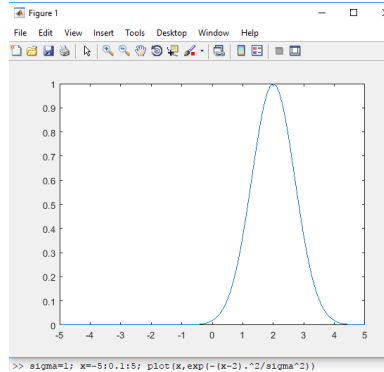 Figure 1
File Edit View Insert Tools Desktop Window Help
1
0.9
0.8
0.7
0.6
0.5
0.4
0.3
0.2
0.1
0
-5 -4 -3 -2 -1 0 1 2 3 4 5
>> sigma=1; x=-5:0.1:5; plot(x,exp(-(x-2).^2/sigma^2))